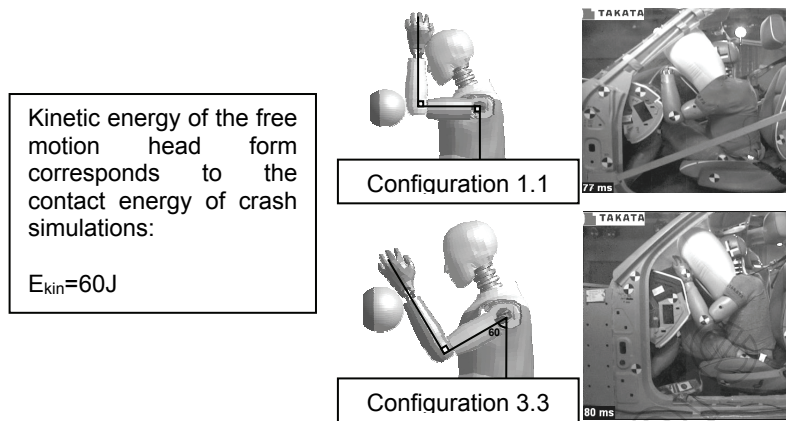 TAKATA
Kinetic energy of the free
motion head form
corresponds to the
contact energy of crash
simulations:
Ekin=60J
Configuration 1.1
77 ms
TAKATA
60
Configuration 3.3
80 ms